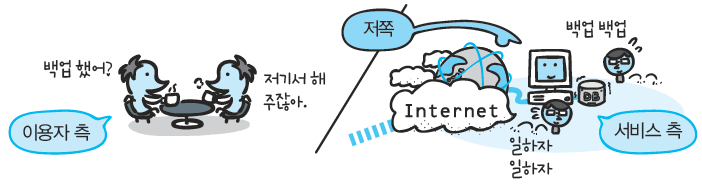 백업 했어?
저기서 해
주잖아.
이용자 측
저쪽
Internet
백업 백업
DB
일하자
일하자
서비스 측